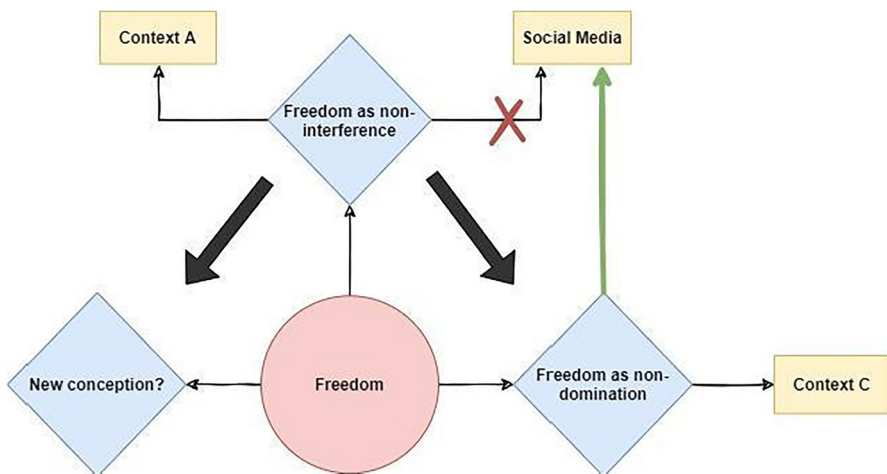 Context A
Social Media
Freedom as non-
interference
New conception?
Freedom
Freedom as non-
domination
Context C